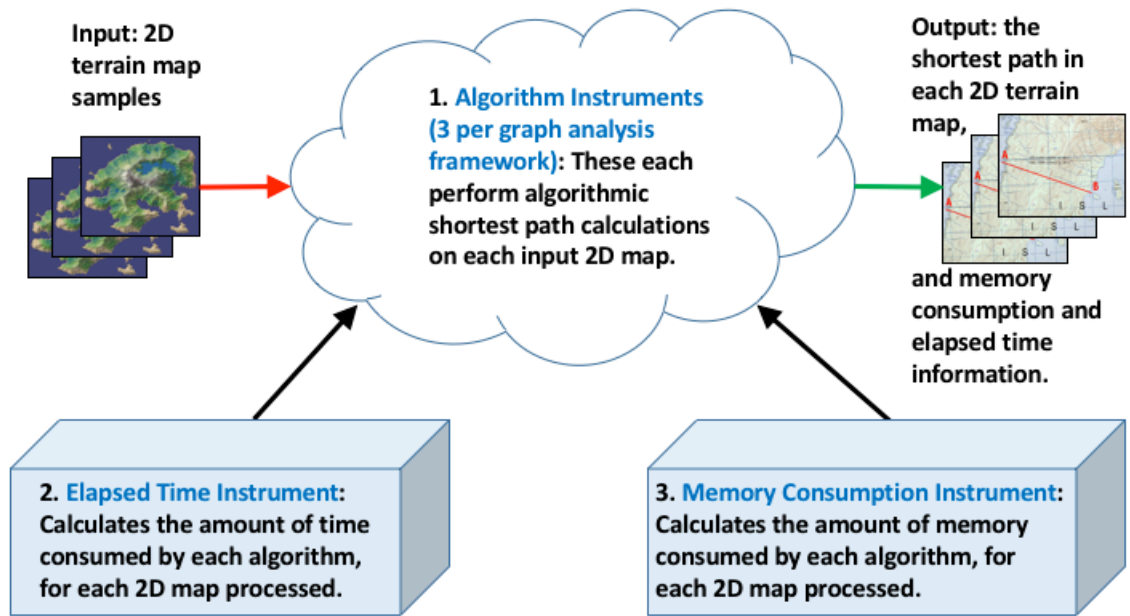 Input: 2D
terrain map
samples
1. Algorithm Instruments
(3 per graph analysis
framework): These each
perform algorithmic
shortest path calculations
on each input 2D map.
Output: the
shortest path in
each 2D terrain
map,
A
B
I S L
A
I S L
A
I S L
and memory
consumption and
elapsed time
information.
2. Elapsed Time Instrument:
Calculates the amount of time
consumed by each algorithm,
for each 2D map processed.
3. Memory Consumption Instrument:
Calculates the amount of memory
consumed by each algorithm, for
each 2D map processed.